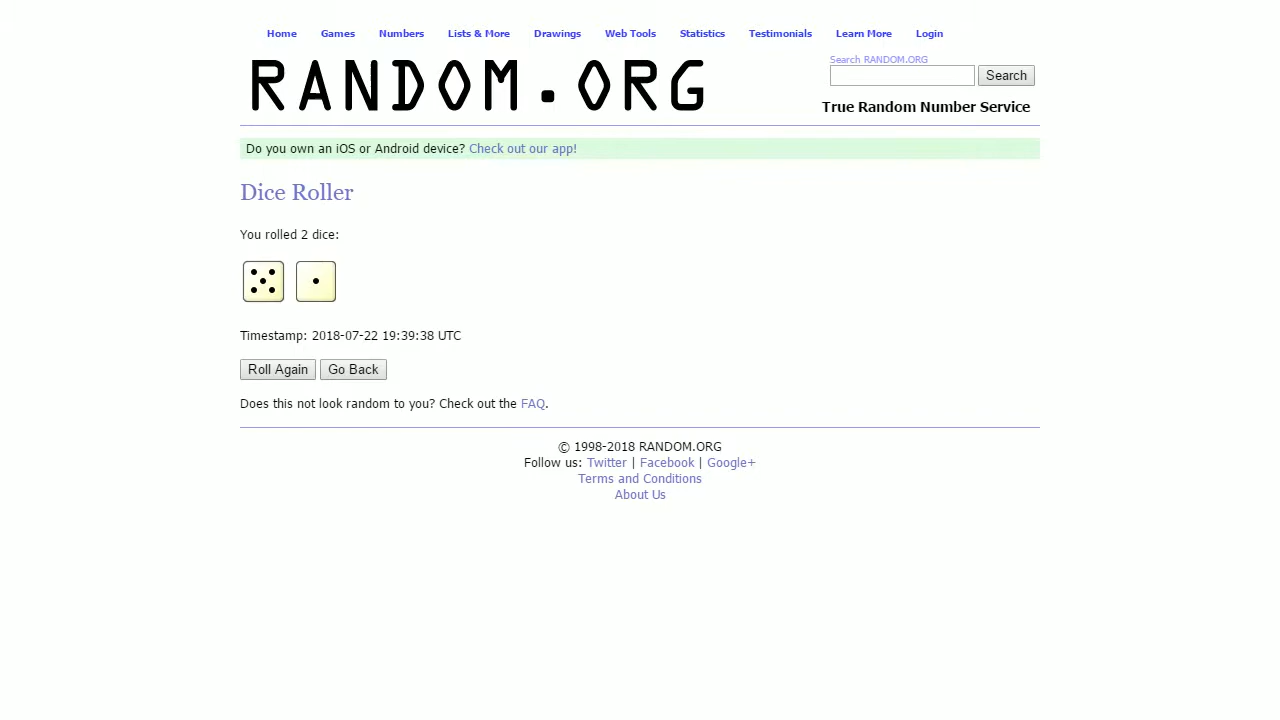 Home Games Numbers Lists & More Drawings Web Tools Statistics Testimonials Learn More Login
RANDOM.ORG
Search RANDOM.ORG
Search
True Random Number Service
Do you own an iOS or Android device? Check out our app!
Dice Roller
You rolled 2 dice:
Timestamp: 2018-07-22 19:39:38 UTC
Roll Again Go Back
Does this not look random to you? Check out the FAQ.
© 1998-2018 RANDOM.ORG
Follow us: Twitter | Facebook | Google+
Terms and Conditions
About Us